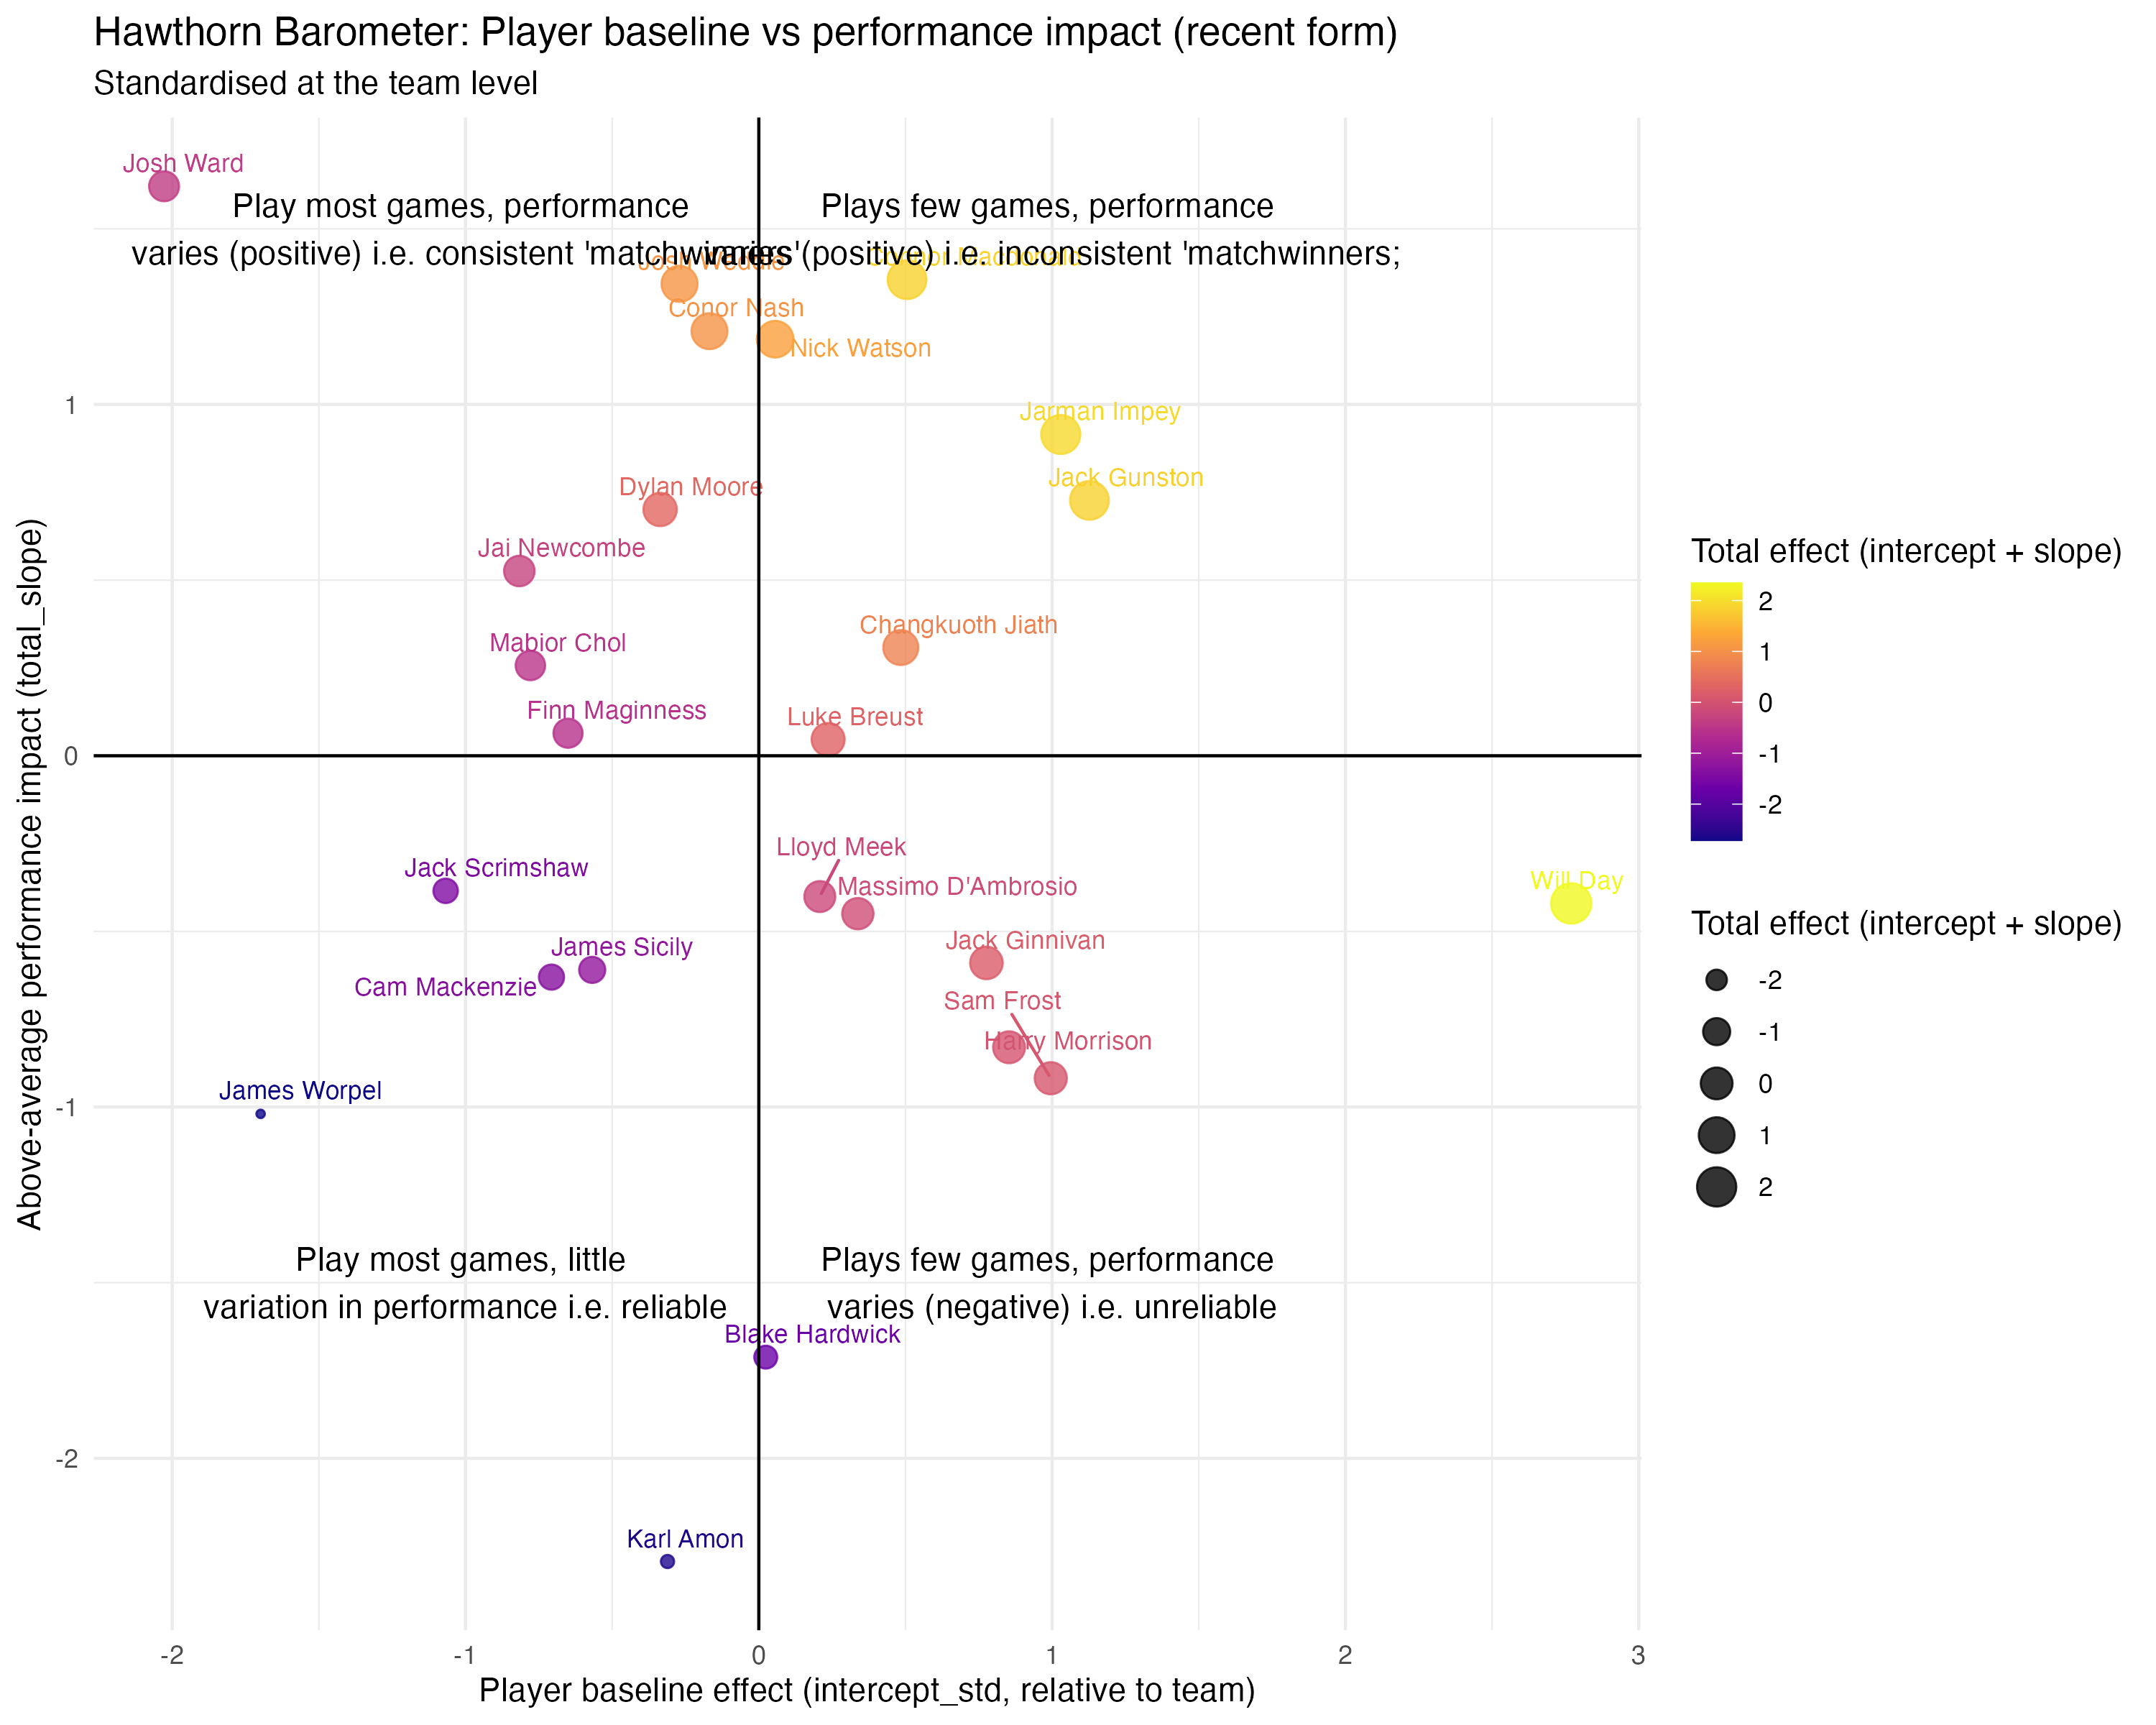 Hawthorn Barometer: Player baseline vs performance impact (recent form)
Standardised at the team level
Josh Ward
Play most games, performance
varies (positive) i.e. consistent 'matchwinners'
Plays few games, performance
varies (positive) i.e. inconsistent 'matchwinners;
Josh Weddle
Connor Macdonald
Conor Nash
Nick Watson
Jarman Impey
Jack Gunston
Dylan Moore
Jai Newcombe
Changkuoth Jiath
Mabior Chol
Finn Maginness
Luke Breust
Lloyd Meek
Massimo D'Ambrosio
Jack Scrimshaw
Will Day
James Sicily
Cam Mackenzie
Jack Ginnivan
Sam Frost
Harry Morrison
James Worpel
Play most games, little
variation in performance i.e. reliable
Plays few games, performance
varies (negative) i.e. unreliable
Blake Hardwick
Karl Amon
1
0
-1
-2
-2
-1
0
1
2
3
Player baseline effect (intercept_std, relative to team)
Above-average performance impact (total_slope)
Total effect (intercept + slope)
2
1
0
-1
-2
Total effect (intercept + slope)
-2
-1
0
1
2